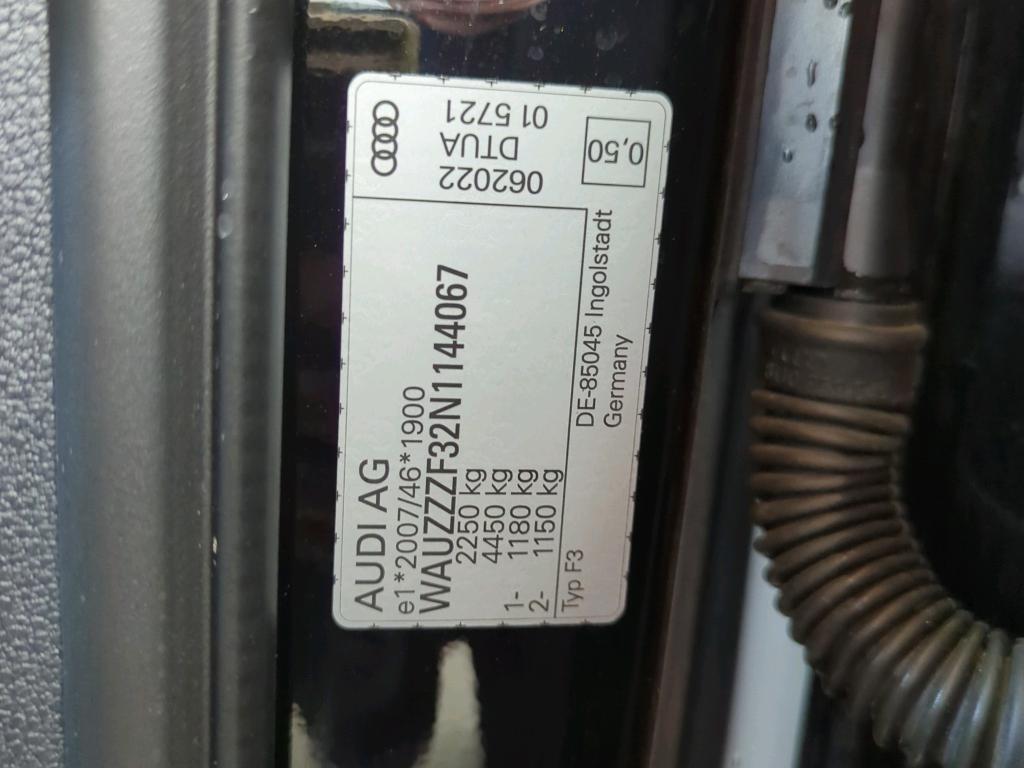 AUDI AG
e1*2007/46*1900
WAUZZZF32N1144067
2250 kg
4450 kg
1- 1180 kg
2- 1150 kg
Typ F3
DE-85045 Ingolstadt
Germany
062022
DTUA
01 5721
0,50